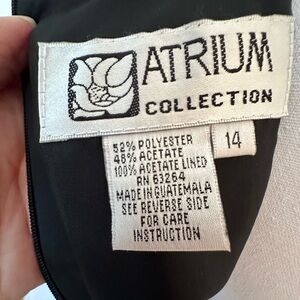 ATRIUM
COLLECTION
14
52% POLYESTER
48% ACETATE
100% ACETATE LINED
RN 63264
MADE IN GUATEMALA
SEE REVERSE SIDE
FOR CARE
INSTRUCTION